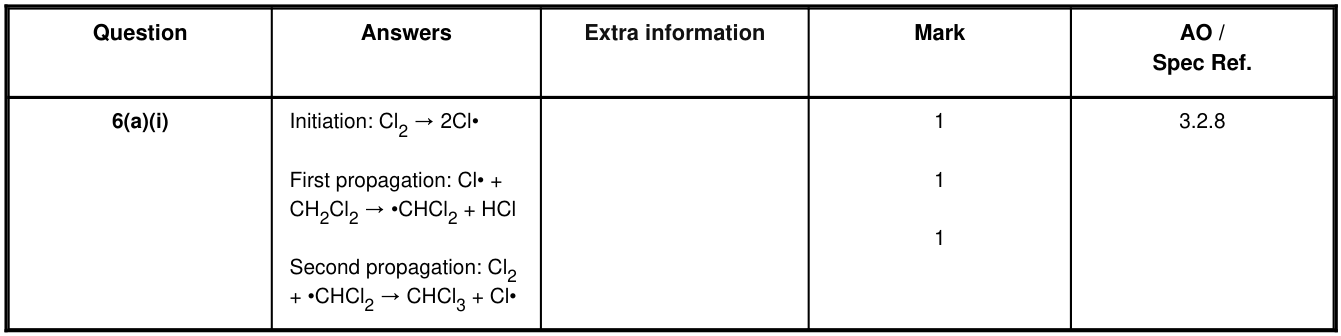 Question Answers Extra information Mark AO /
Spec Ref.
6(a)(i) Initiation: Cl₂ → 2Cl• 1 3.2.8
First propagation: Cl• + 1
CH₂Cl₂ → •CHCl₂ + HCl
1
Second propagation: Cl₂
+ •CHCl₂ → CHCl₃ + Cl•